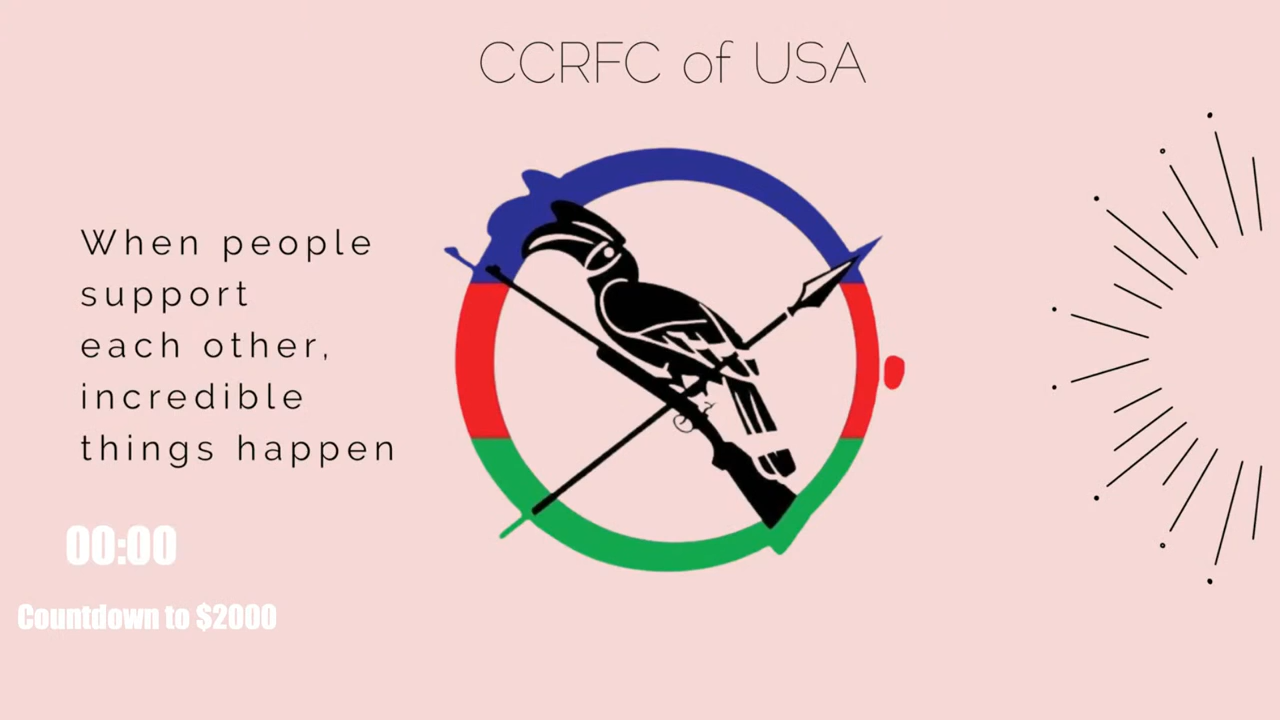 CCRFC of USA
When people
support
each other,
incredible
things happen
00:00
Countdown to $2000